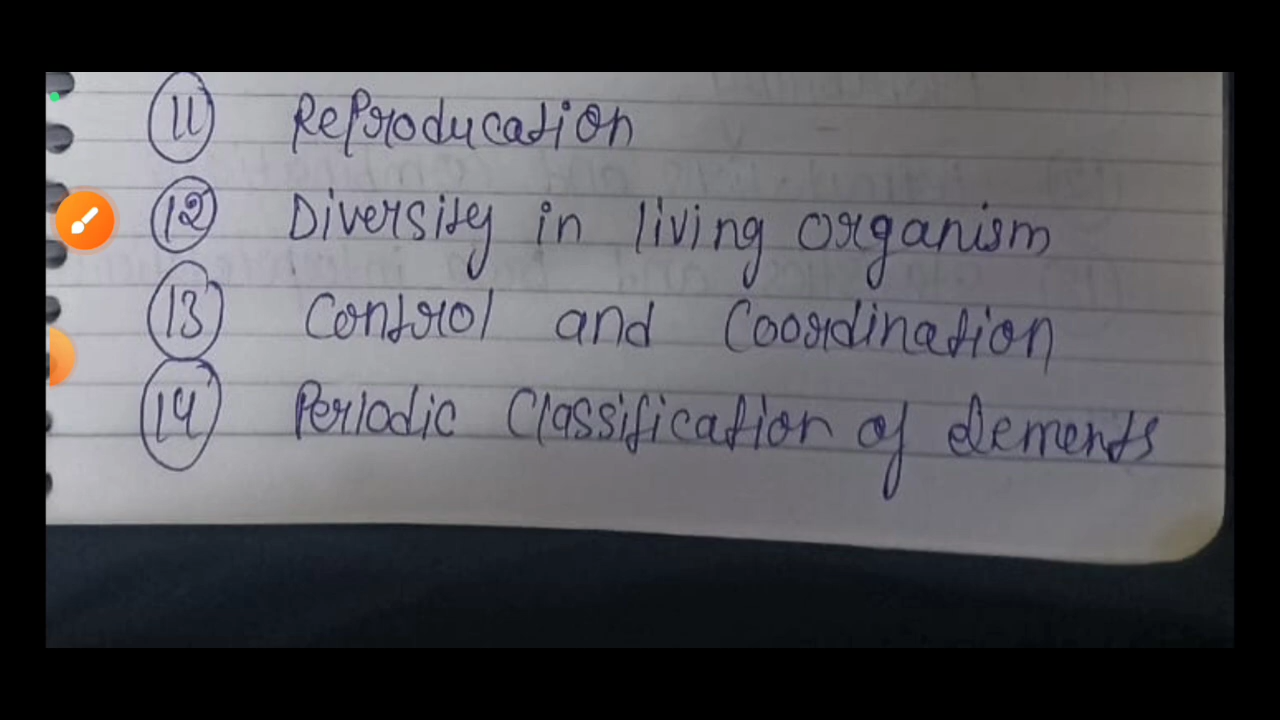 11 Reproducation
12 Diversity in living organism
13 Control and Coordination
14 Periodic Classification of elements